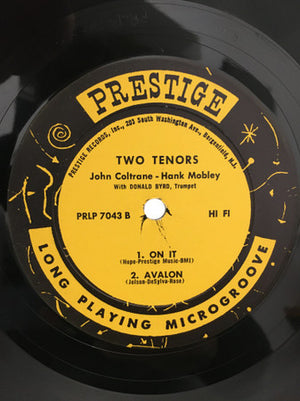 PRESTIGE
PRESTIGE RECORDS, Inc., 203 South Washington Ave., Bergenfield, N.J.
TWO TENORS
John Coltrane - Hank Mobley
With DONALD BYRD, Trumpet
PRLP 7043 B HI FI
1. ON IT
(Hope-Prestige Music-BMI)
2. AVALON
(Jolson-DeSylva-Rose)
LONG PLAYING MICROGROOVE